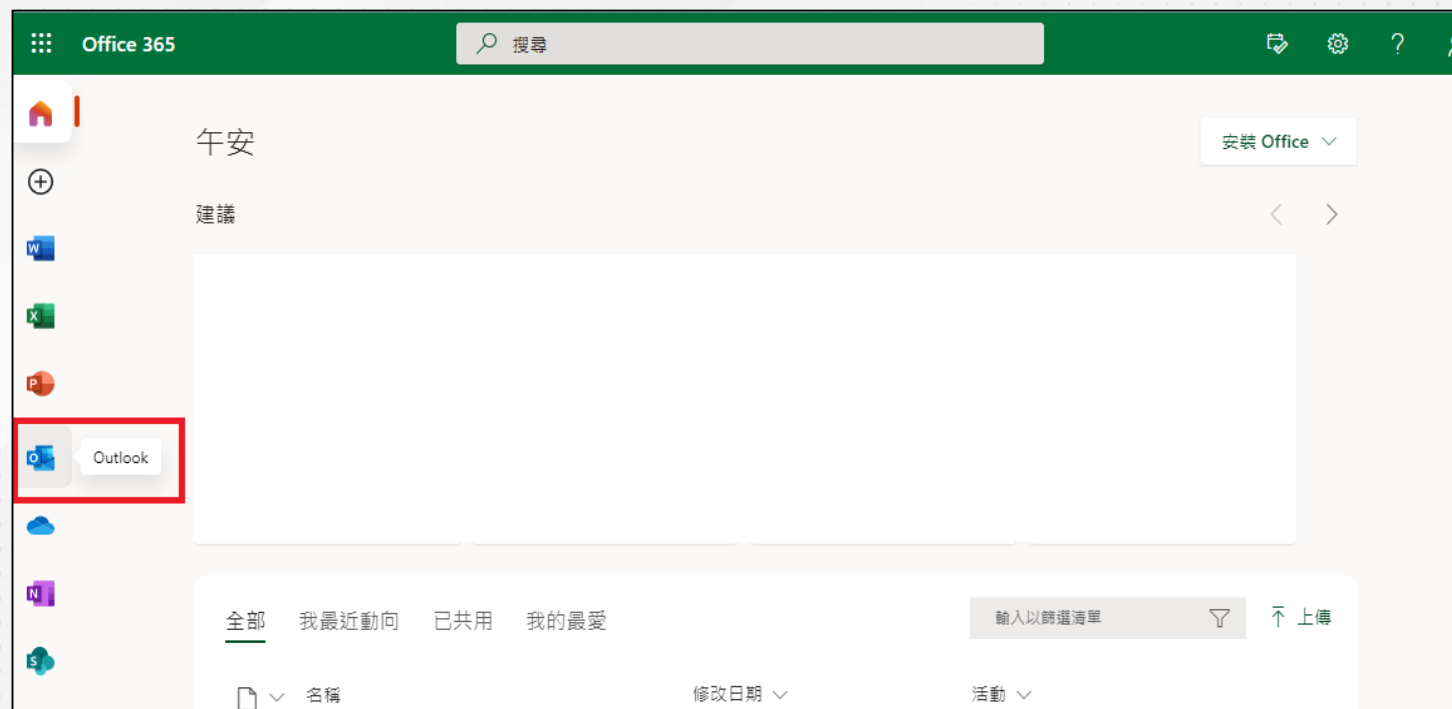 Office 365
搜尋
午安
安裝 Office
建議
Outlook
全部 我最近動向 已共用 我的最愛
輸入以篩選清單
上傳
名稱 修改日期 活動